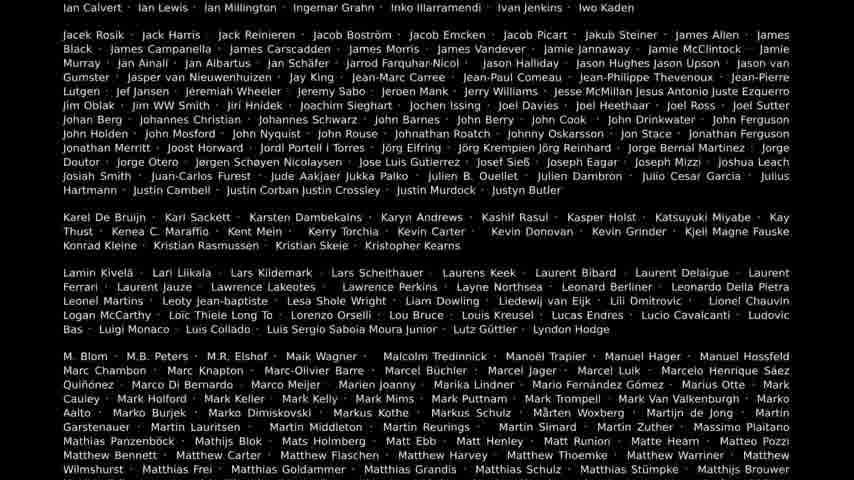 Ian Calvert · Ian Lewis · Ian Millington · Ingemar Grahn · Inko Illarramendi · Ivan Jenkins · Iwo Kaden
Jacek Rosik · Jack Harris · Jack Reinieren · Jacob Boström · Jacob Emcken · Jacob Picart · Jakub Steiner · James Allen · James
Black · James Campanella · James Carscadden · James Morris · James Vandever · Jamie Jannaway · Jamie McClintock · Jamie
Murray · Jan Ainali · Jan Albartus · Jan Schäfer · Jarrod Farquhar-Nicol · Jason Halliday · Jason Hughes Jason Upson · Jason van
Gumster · Jasper van Nieuwenhuizen · Jay King · Jean-Marc Carree · Jean-Paul Comeau · Jean-Philippe Thevenoux · Jean-Pierre
Lutgen · Jef Jansen · Jeremiah Wheeler · Jeremy Sabo · Jeroen Mank · Jerry Williams · Jesse McMillan Jesus Antonio Juste Ezquerro
Jim Oblak · Jim WW Smith · Jirí Hnídek · Joachim Sieghart · Jochen Issing · Joel Davies · Joel Heethaar · Joel Ross · Joel Sutter
Johan Berg · Johannes Christian · Johannes Schwarz · John Barnes · John Berry · John Cook · John Drinkwater · John Ferguson
John Holden · John Mosford · John Nyquist · John Rouse · Johnathan Roatch · Johnny Oskarsson · Jon Stace · Jonathan Ferguson
Jonathan Merritt · Joost Horward · Jordi Portell i Torres · Jörg Elfring · Jörg Krempien Jörg Reinhard · Jorge Bernal Martinez · Jorge
Doutor · Jorge Otero · Jørgen Schøyen Nicolaysen · Jose Luis Gutierrez · Josef Sieß · Joseph Eagar · Joseph Mizzi · Joshua Leach
Josiah Smith · Juan-Carlos Furest · Jude Aakjaer Jukka Palko · Julien B. Ouellet · Julien Dambron · Julio Cesar Garcia · Julius
Hartmann · Justin Cambell · Justin Corban Justin Crossley · Justin Murdock · Justyn Butler
Karel De Bruijn · Karl Sackett · Karsten Dambekalns · Karyn Andrews · Kashif Rasul · Kasper Holst · Katsuyuki Miyabe · Kay
Thust · Kenea C. Maraffio · Kent Mein · Kerry Torchia · Kevin Carter · Kevin Donovan · Kevin Grinder · Kjell Magne Fauske
Konrad Kleine · Kristian Rasmussen · Kristian Skeie · Kristopher Kearns
Lamin Kivelä · Lari Liikala · Lars Kildemark · Lars Scheithauer · Laurens Keek · Laurent Bibard · Laurent Delaigue · Laurent
Ferrari · Laurent Jauze · Lawrence Lakeotes · Lawrence Perkins · Layne Northsea · Leonard Berliner · Leonardo Della Pietra
Leonel Martins · Leoty Jean-baptiste · Lesa Shole Wright · Liam Dowling · Liedewij van Eijk · Lili Omitrovic · Lionel Chauvin
Logan McCarthy · Loïc Thiele Long To · Lorenzo Orselli · Lou Bruce · Louis Kreusel · Lucas Endres · Lucio Cavalcanti · Ludovic
Bas · Luigi Monaco · Luis Collado · Luis Sergio Saboia Moura Junior · Lutz Güttler · Lyndon Hodge
M. Blom · M.B. Peters · M.R. Elshof · Maik Wagner · Malcolm Tredinnick · Manoël Trapier · Manuel Hager · Manuel Hossfeld
Marc Chambon · Marc Knapton · Marc-Olivier Barre · Marcel Büchler · Marcel Jager · Marcel Luik · Marcelo Henrique Sáez
Quiñónez · Marco Di Bernardo · Marco Meijer · Marien Joanny · Marika Lindner · Mario Fernández Gómez · Marius Otte · Mark
Cauley · Mark Holford · Mark Keller · Mark Kelly · Mark Mims · Mark Puttnam · Mark Trompell · Mark Van Valkenburgh · Marko
Aalto · Marko Burjek · Marko Dimiskovski · Markus Kothe · Markus Schulz · Mårten Woxberg · Martijn de Jong · Martin
Garstenauer · Martin Lauritsen · Martin Middleton · Martin Reurings · Martin Simard · Martin Zuther · Massimo Plaitano
Mathias Panzenböck · Mathijs Blok · Mats Holmberg · Matt Ebb · Matt Henley · Matt Runion · Matte Heam · Matteo Pozzi
Matthew Bennett · Matthew Carter · Matthew Flaschen · Matthew Harvey · Matthew Thoemke · Matthew Warriner · Matthew
Wilmhurst · Matthias Frei · Matthias Goldammer · Matthias Grandis · Matthias Schulz · Matthias Stümpke · Matthijs Brouwer